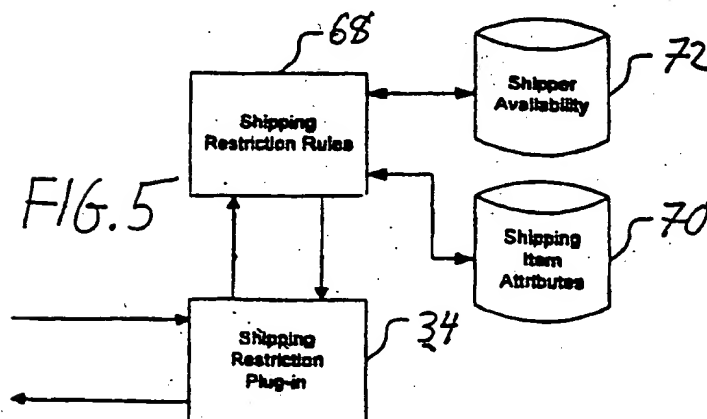 68
Shipping
Restriction Rules
Shipper
Availability
72
FIG. 5
Shipping
Item
Attributes
70
Shipping
Restriction
Plug-in
34